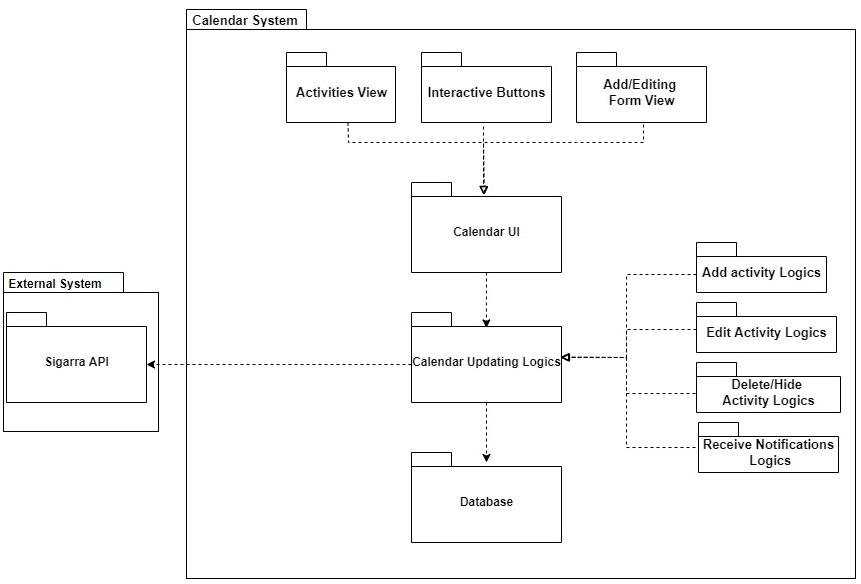 Calendar System
Activities View
Interactive Buttons
Add/Editing
Form View
Calendar UI
External System
Sigarra API
Calendar Updating Logics
Add activity Logics
Edit Activity Logics
Delete/Hide
Activity Logics
Receive Notifications
Logics
Database